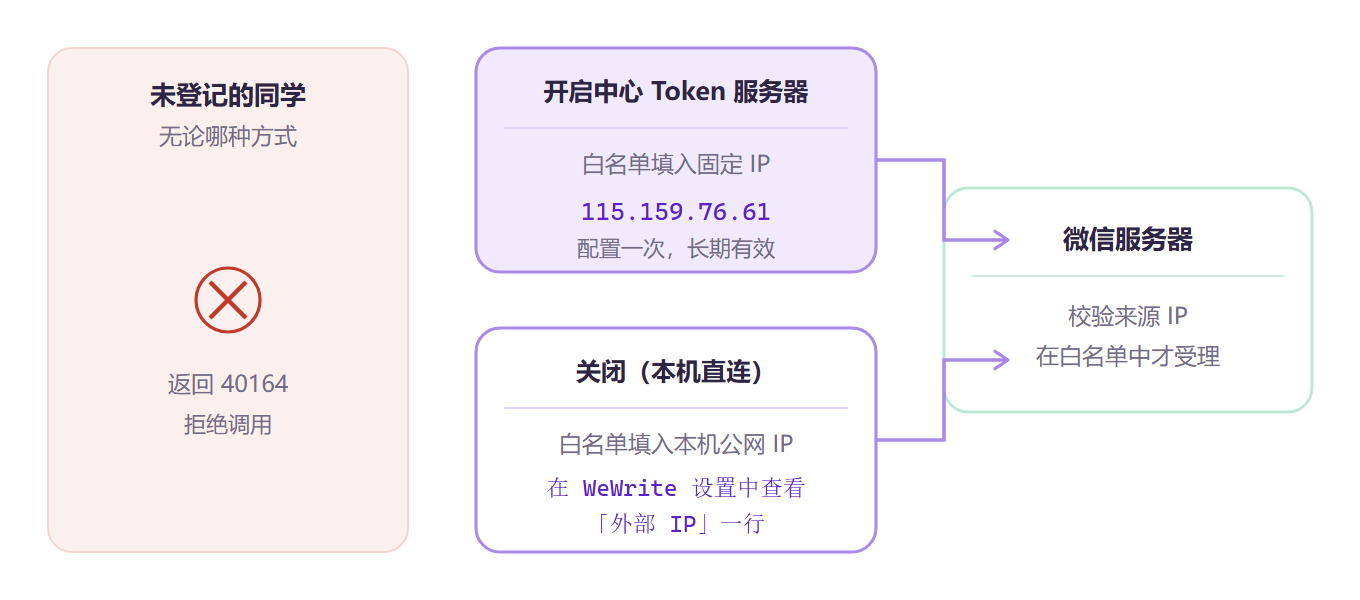 未登记的同学
无论哪种方式
返回 40164
拒绝调用
开启中心 Token 服务器
白名单填入固定 IP
115.159.76.61
配置一次，长期有效
关闭（本机直连）
白名单填入本机公网 IP
在 WeWrite 设置中查看
「外部 IP」一行
微信服务器
校验来源 IP
在白名单中才受理